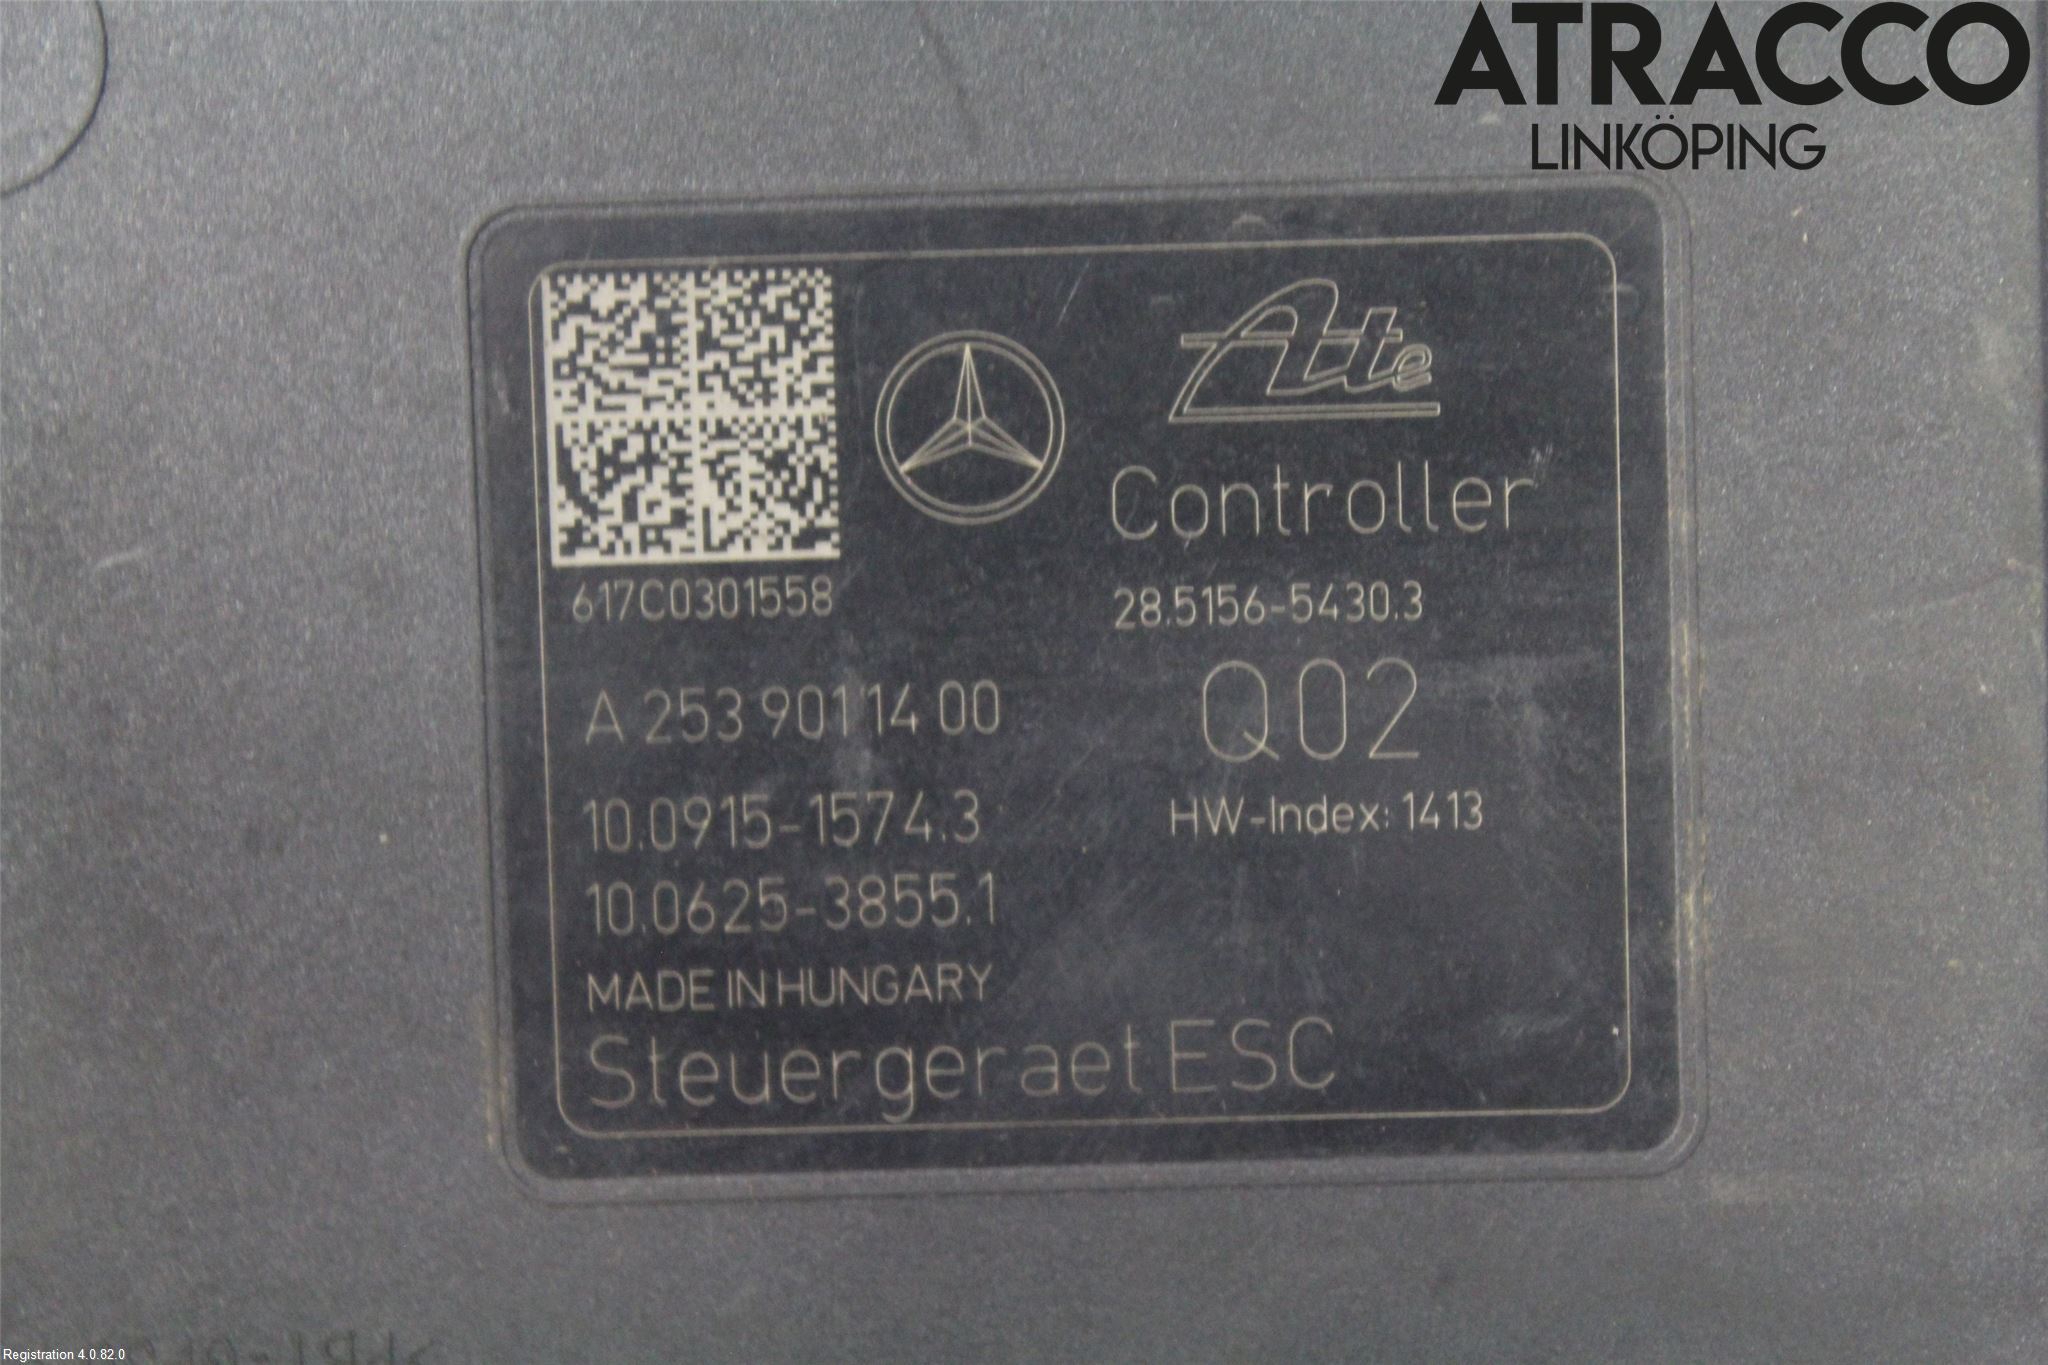 ATRACCO
LINKÖPING
Ate
Controller
617C0301558
28.5156-5430.3
A 253 901 14 00
Q02
10.0915-1574.3
HW-Index: 1413
10.0625-3855.1
MADE IN HUNGARY
Steuergeraet ESC
Registration 4.0.82.0